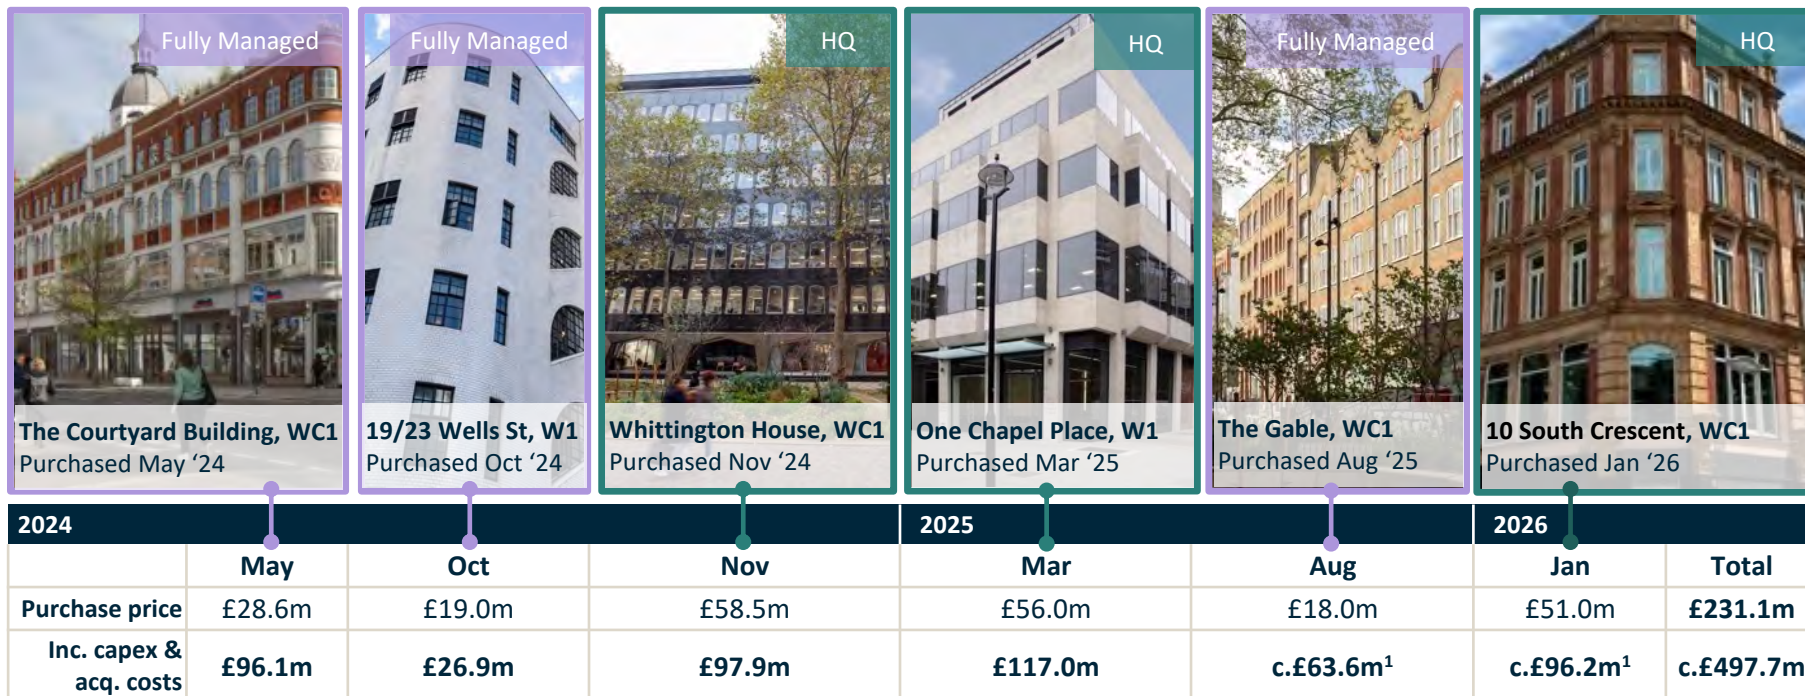 Fully Managed
Fully Managed
HQ
HQ
Fully Managed
HQ
The Courtyard Building, WC1
Purchased May ‘24
19/23 Wells St, W1
Purchased Oct ‘24
Whittington House, WC1
Purchased Nov ‘24
One Chapel Place, W1
Purchased Mar ‘25
The Gable, WC1
Purchased Aug ‘25
10 South Crescent, WC1
Purchased Jan ‘26
2024 2025 2026
May Oct Nov Mar Aug Jan Total
Purchase price £28.6m £19.0m £58.5m £56.0m £18.0m £51.0m £231.1m
Inc. capex &
acq. costs £96.1m £26.9m £97.9m £117.0m c.£63.6m¹ c.£96.2m¹ c.£497.7m